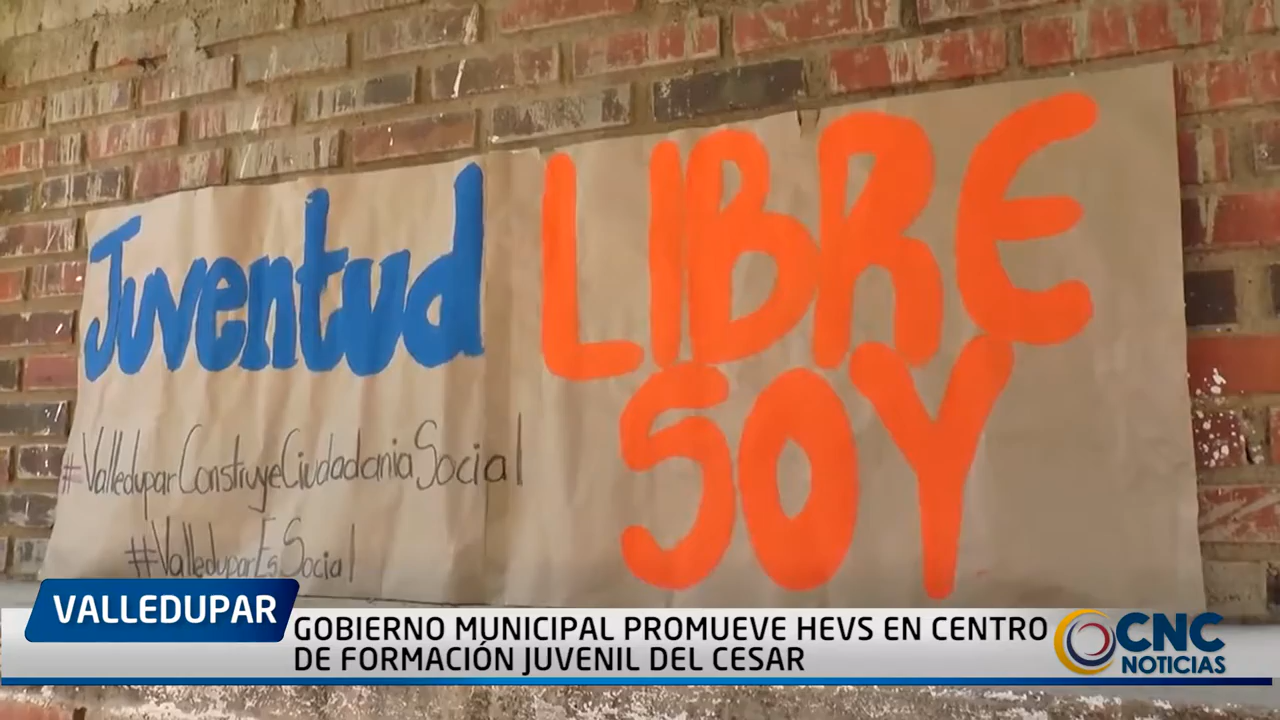 Juventud
LIBRE
SOY
#ValleduparConstruyeCiudadaniaSocial
#ValleduparEsSocial
VALLEDUPAR
GOBIERNO MUNICIPAL PROMUEVE HEVS EN CENTRO
DE FORMACIÓN JUVENIL DEL CESAR
CNC
NOTICIAS